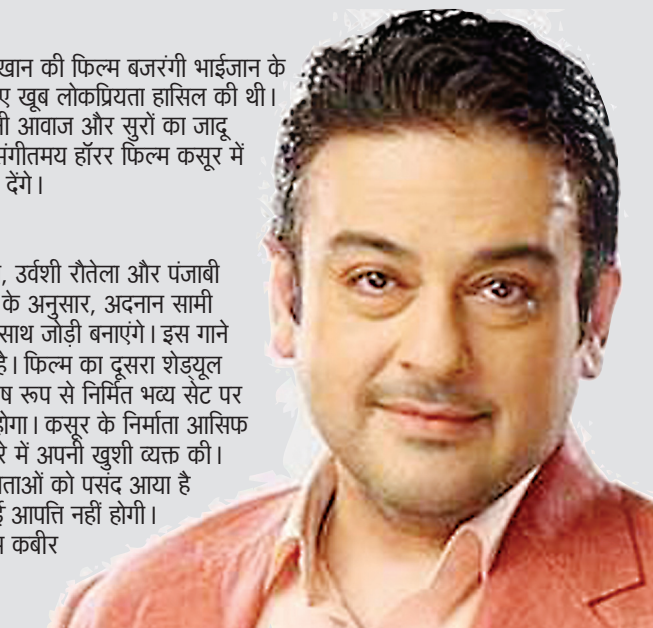 खान की फिल्म बजरंगी भाईजान के
ए खूब लोकप्रियता हासिल की थी।
आवाज और सुरों का जादू
संगीतमय हॉरर फिल्म कसूर में
देंगे।
उर्वशी रौतेला और पंजाबी
के अनुसार, अदनान सामी
साथ जोड़ी बनाएंगे। इस गाने
है। फिल्म का दूसरा शेड्यूल
ष रूप से निर्मित भव्य सेट पर
होगा। कसूर के निर्माता आसिफ
रे में अपनी खुशी व्यक्त की।
ताओं को पसंद आया है
ई आपत्ति नहीं होगी।
कबीर